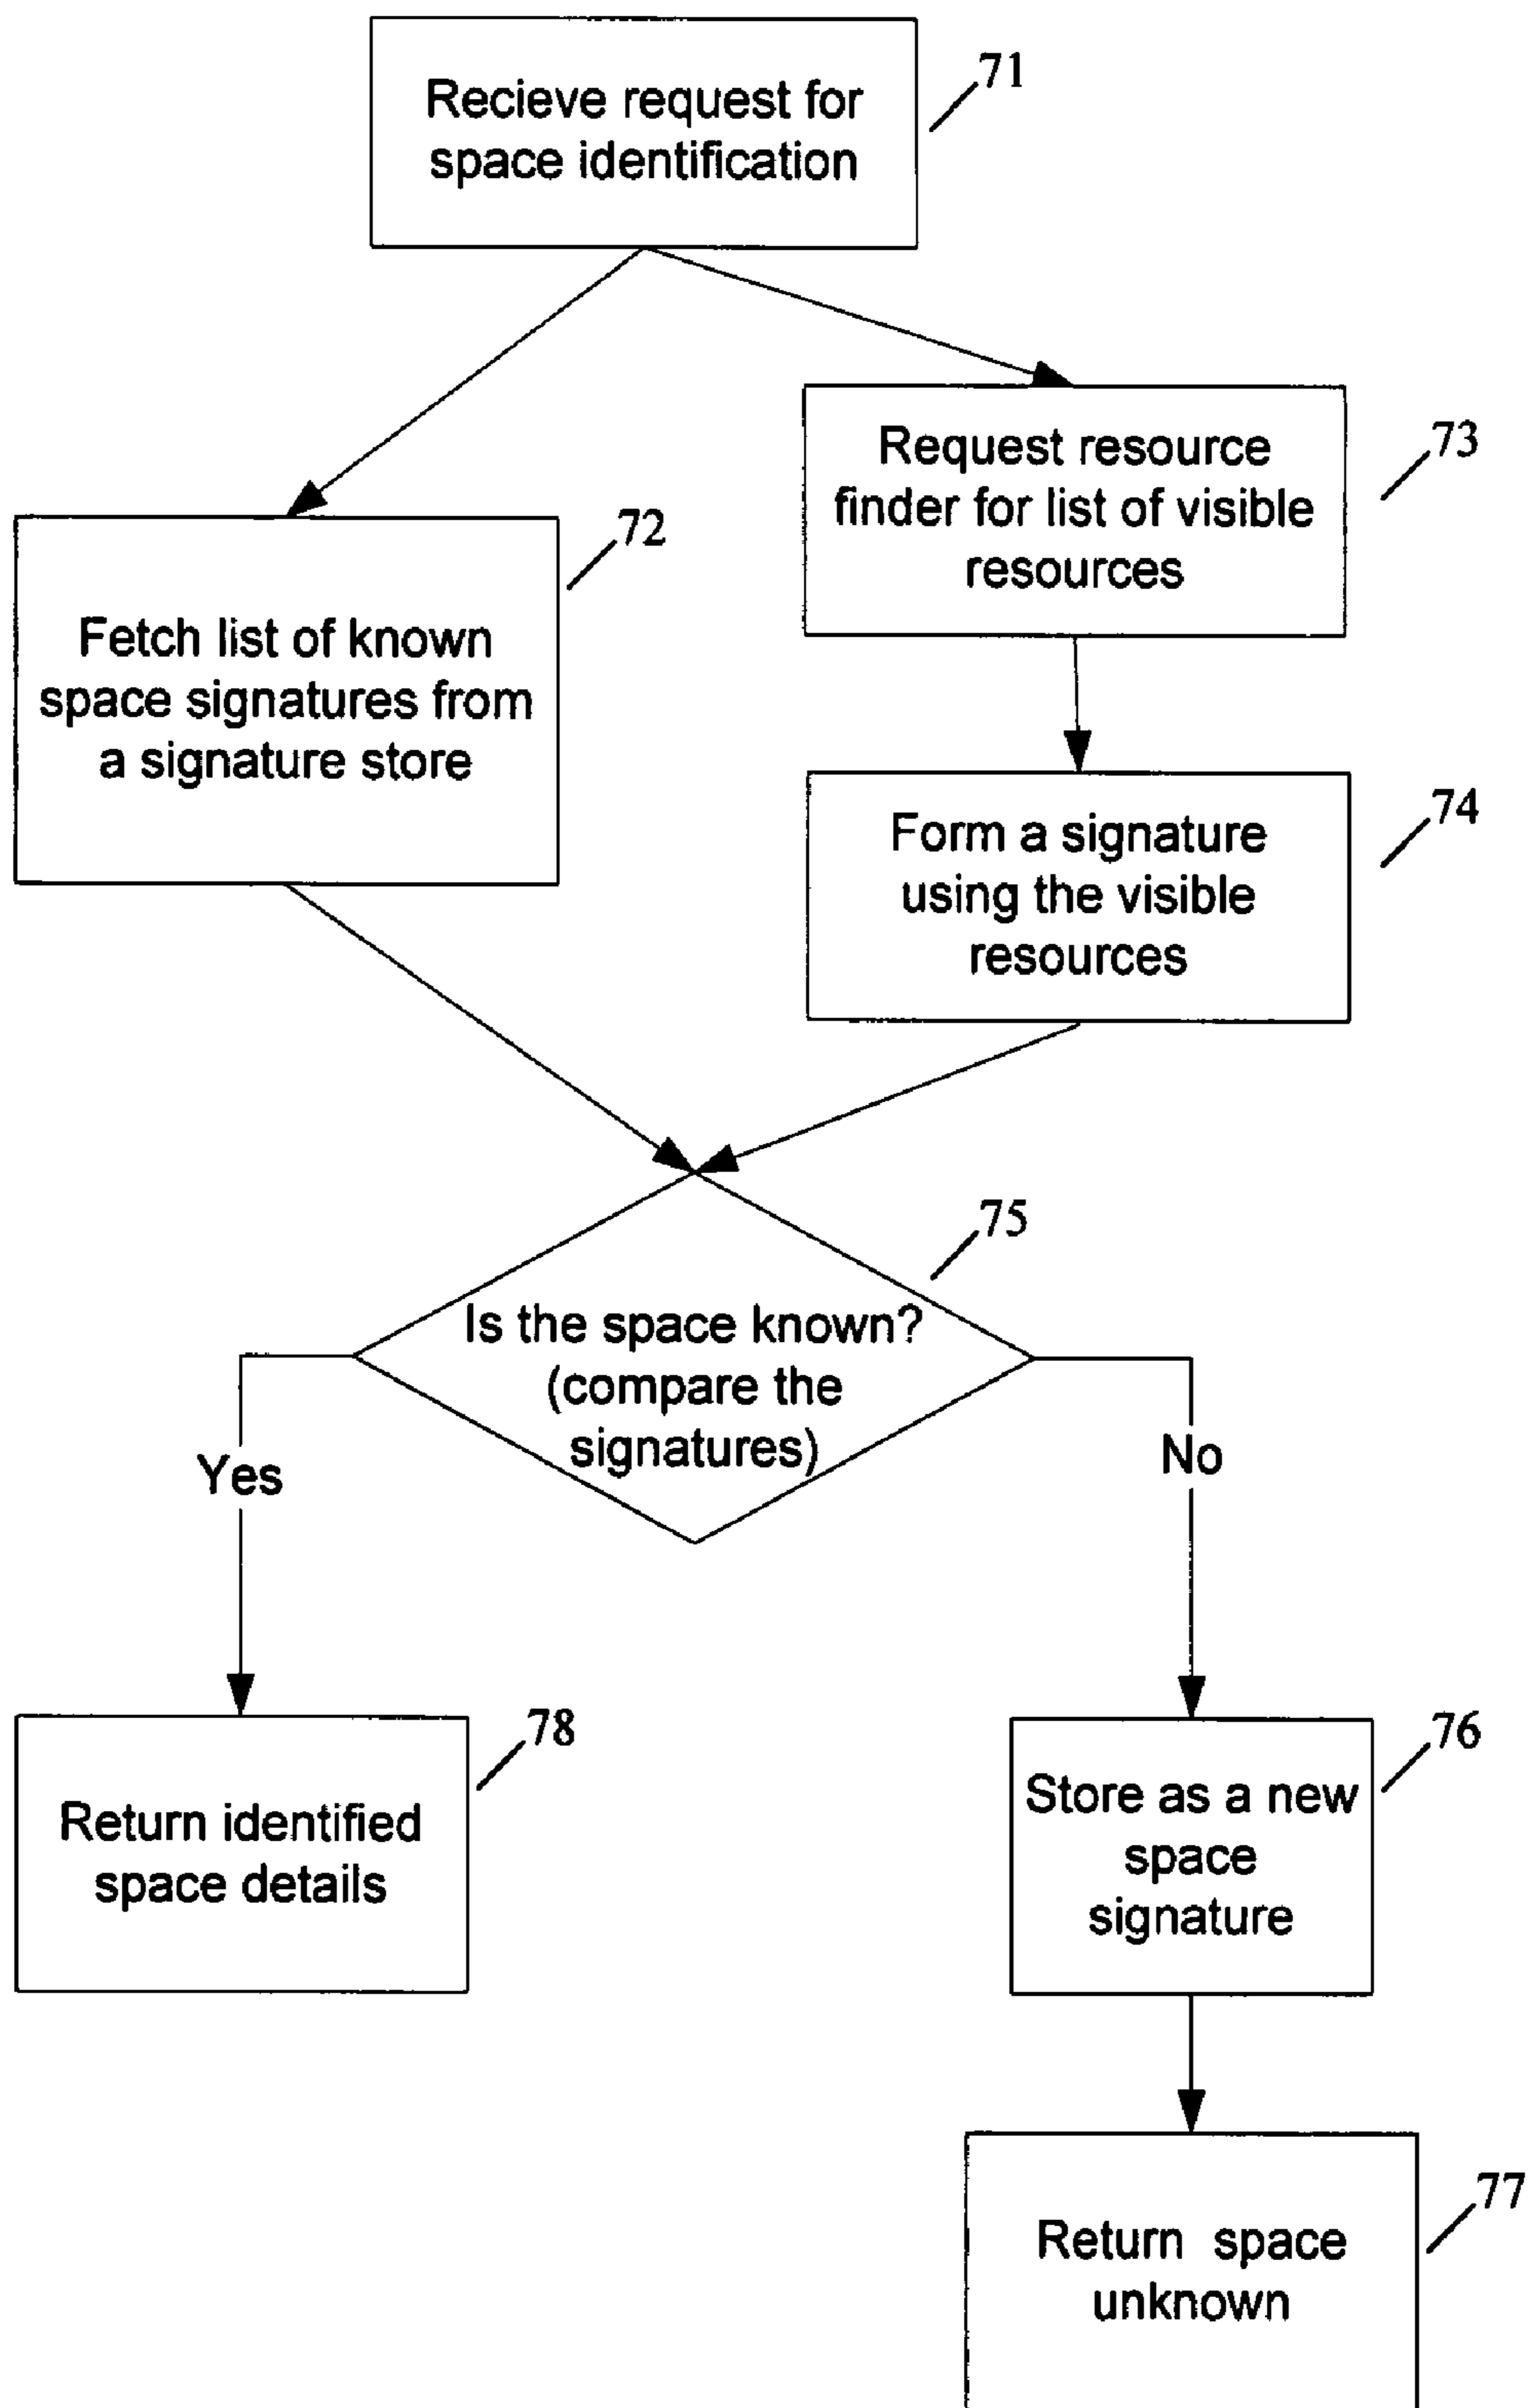 Recieve request for
space identification
71
Request resource
finder for list of visible
resources
73
Fetch list of known
space signatures from
a signature store
72
Form a signature
using the visible
resources
74
Is the space known?
(compare the
signatures)
75
Yes
No
Return identified
space details
78
Store as a new
space
signature
76
Return space
unknown
77